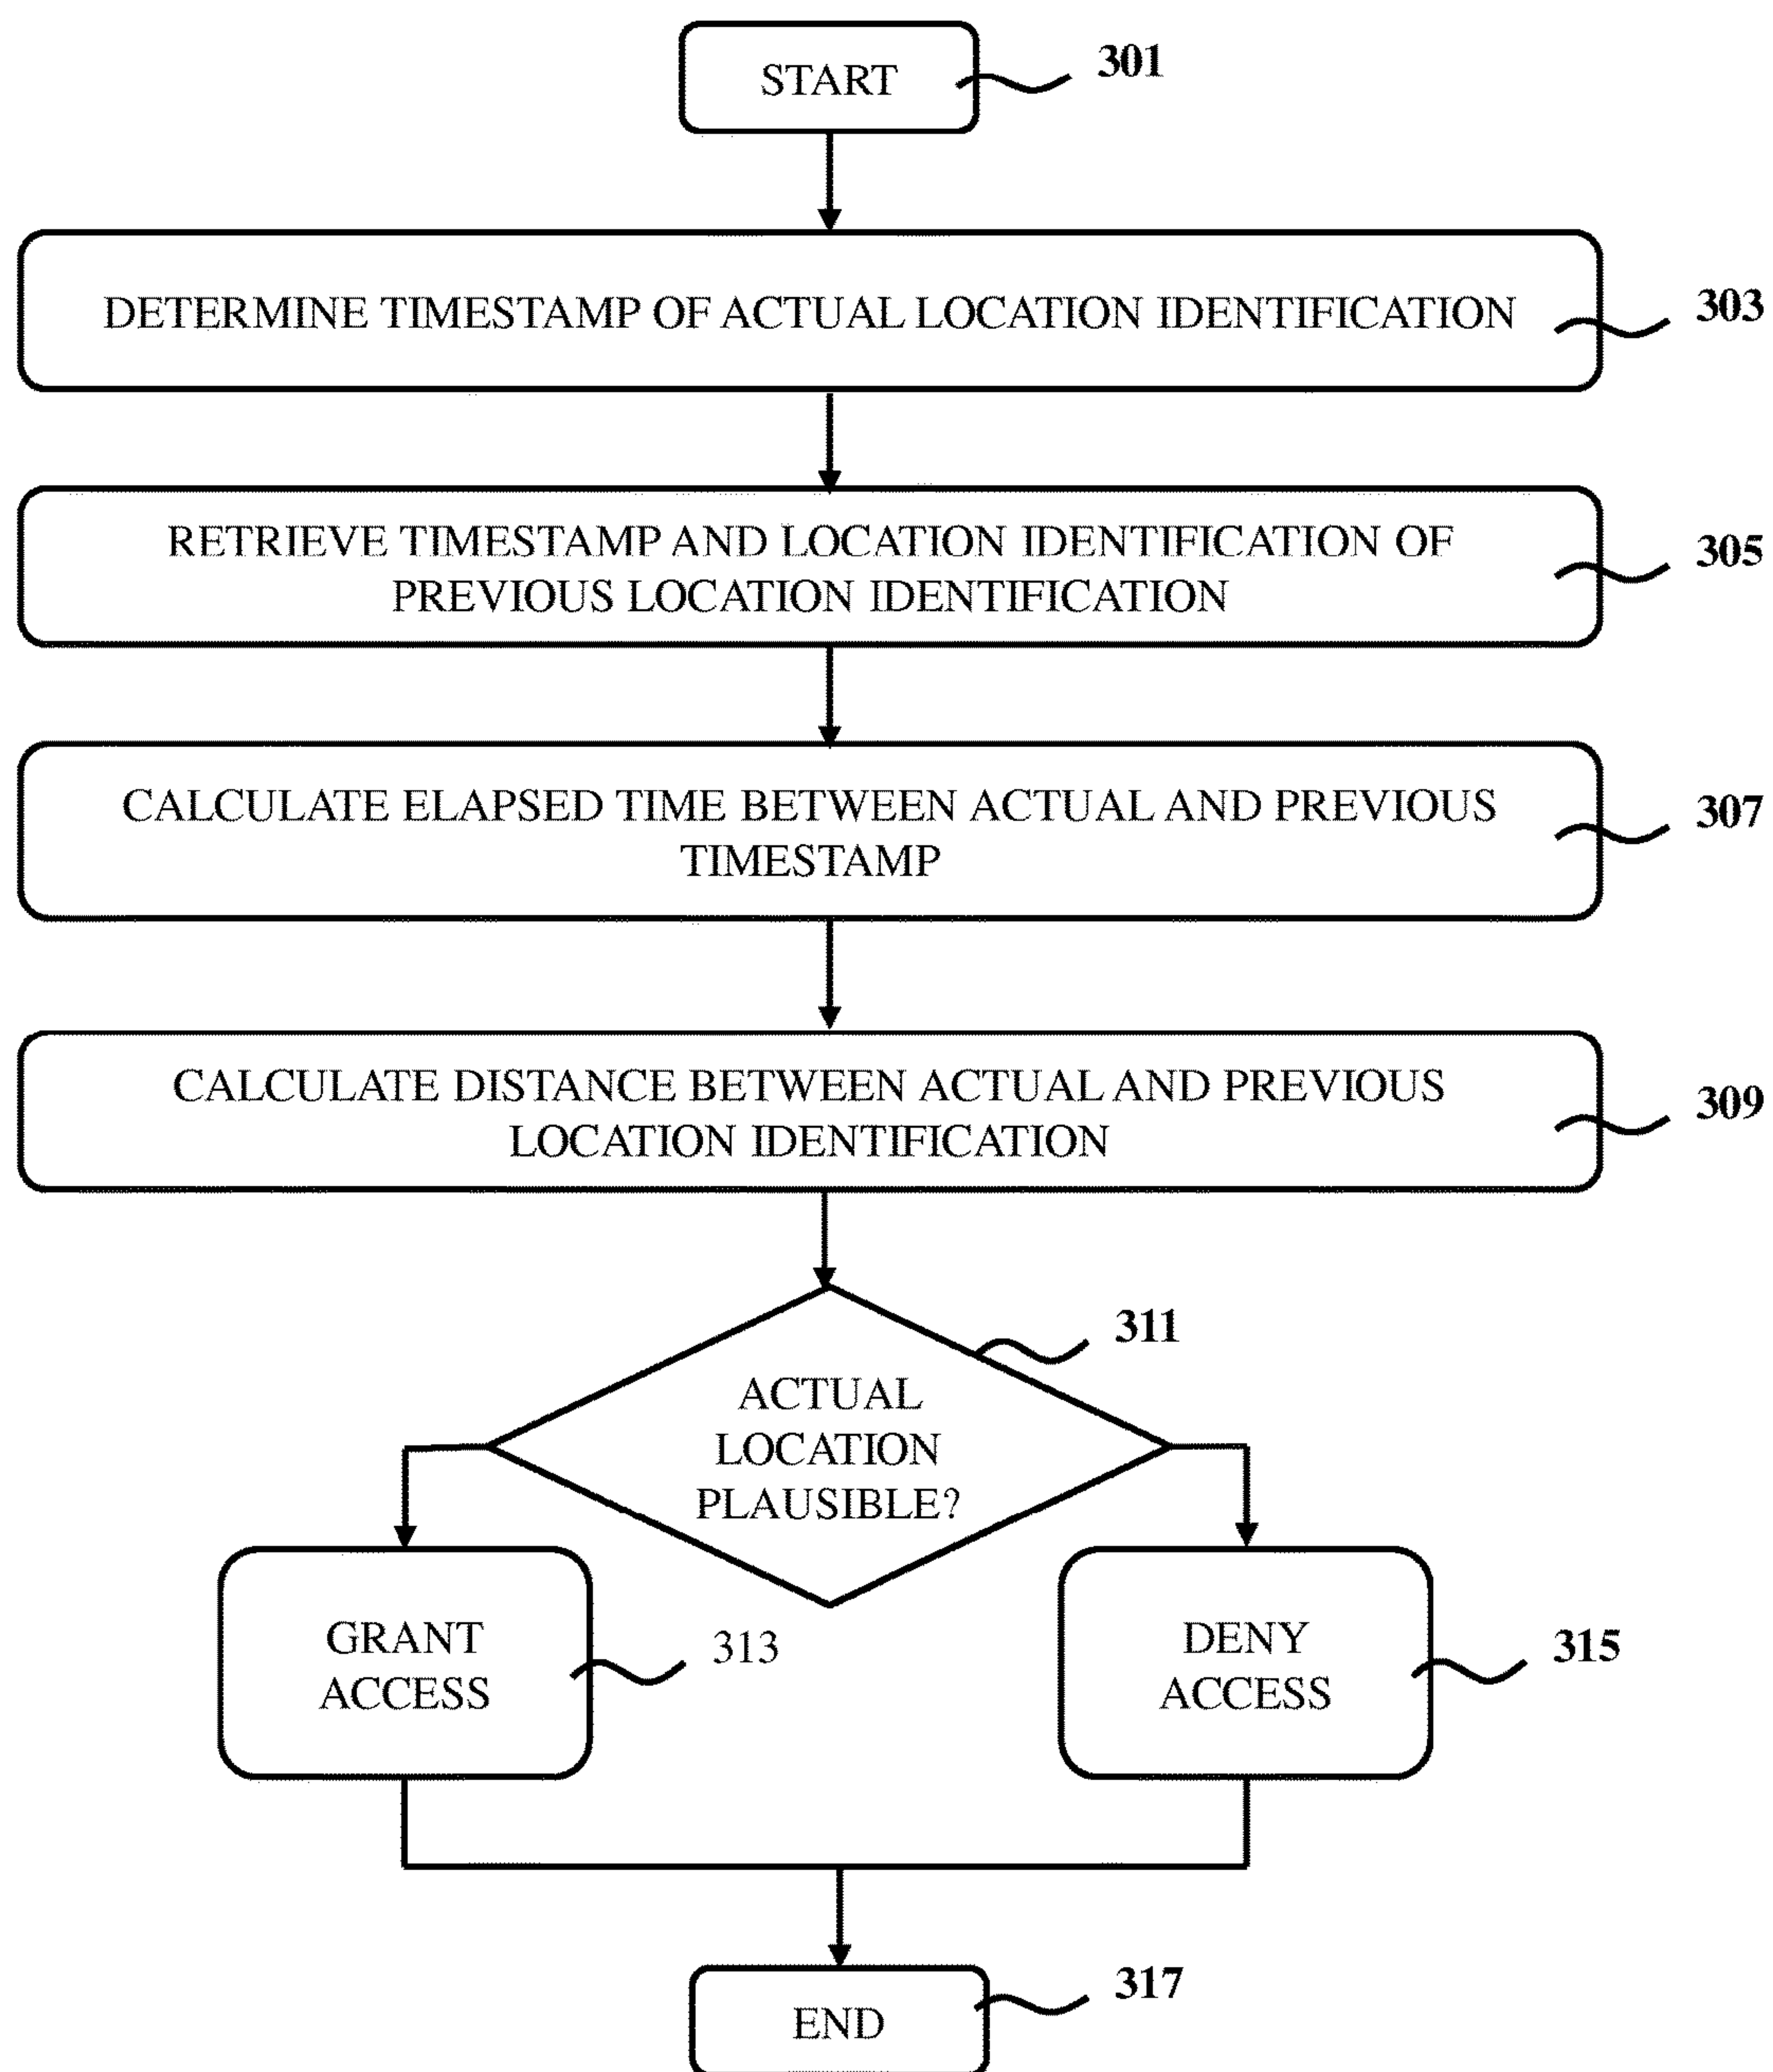 START
301
DETERMINE TIMESTAMP OF ACTUAL LOCATION IDENTIFICATION
303
RETRIEVE TIMESTAMP AND LOCATION IDENTIFICATION OF
PREVIOUS LOCATION IDENTIFICATION
305
CALCULATE ELAPSED TIME BETWEEN ACTUAL AND PREVIOUS
TIMESTAMP
307
CALCULATE DISTANCE BETWEEN ACTUAL AND PREVIOUS
LOCATION IDENTIFICATION
309
311
ACTUAL
LOCATION
PLAUSIBLE?
GRANT
ACCESS
313
DENY
ACCESS
315
END
317